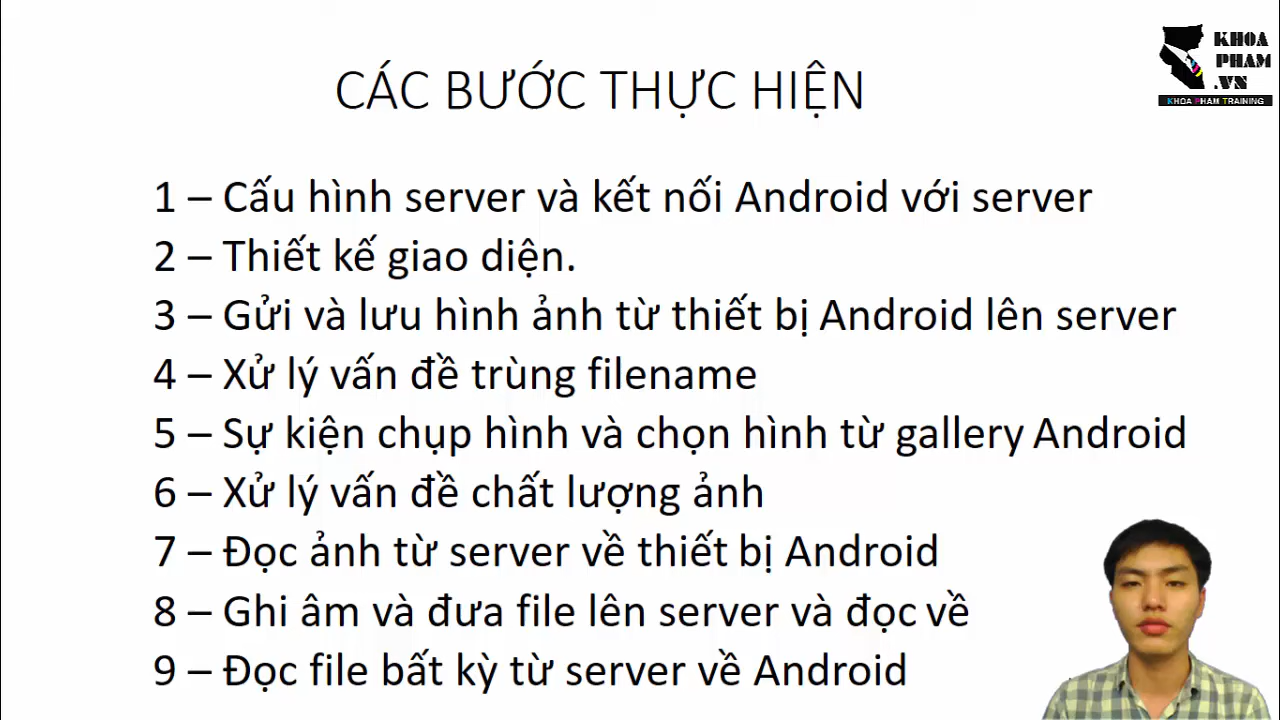 CÁC BƯỚC THỰC HIỆN
KHOA
PHAM
.VN
KHOA PHAM TRAINING
1 – Cấu hình server và kết nối Android với server
2 – Thiết kế giao diện.
3 – Gửi và lưu hình ảnh từ thiết bị Android lên server
4 – Xử lý vấn đề trùng filename
5 – Sự kiện chụp hình và chọn hình từ gallery Android
6 – Xử lý vấn đề chất lượng ảnh
7 – Đọc ảnh từ server về thiết bị Android
8 – Ghi âm và đưa file lên server và đọc về
9 – Đọc file bất kỳ từ server về Android